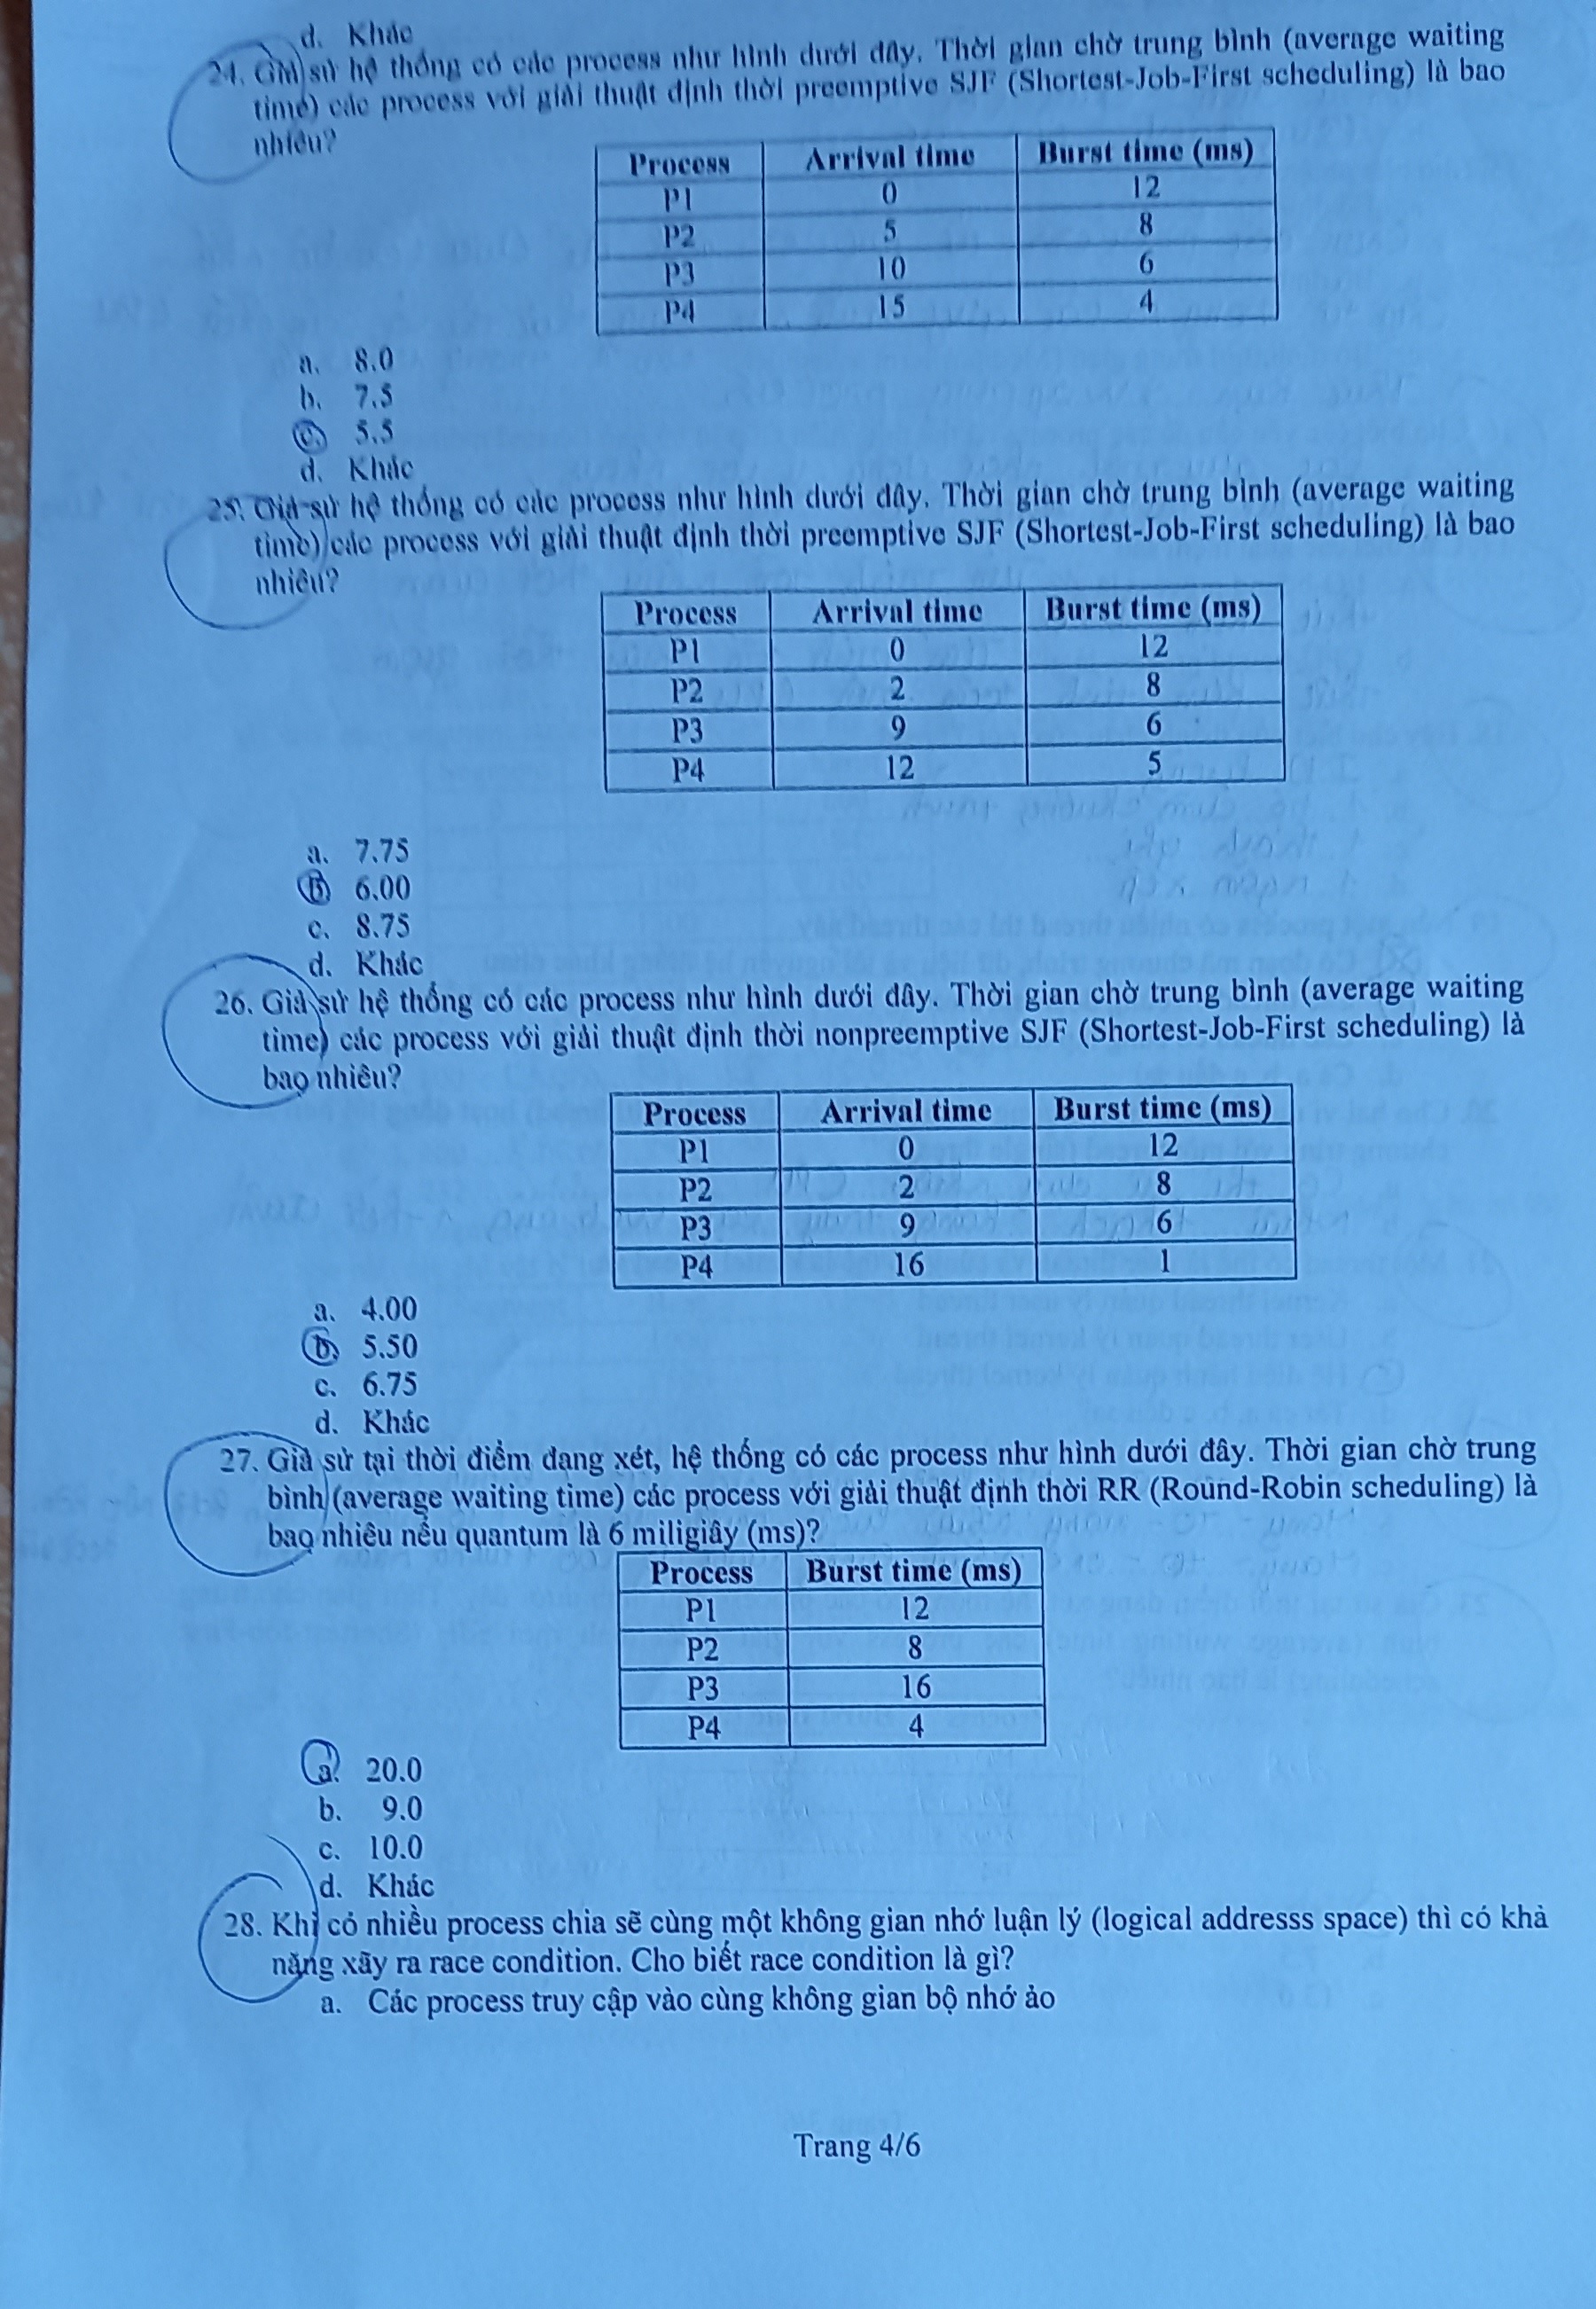 d. Khác
24. Giả sử hệ thống có các process như hình dưới đây. Thời gian chờ trung bình (average waiting
time) các process với giải thuật định thời preemptive SJF (Shortest-Job-First scheduling) là bao
nhiêu?
Process Arrival time Burst time (ms)
P1 0 12
P2 5 8
P3 10 6
P4 15 4
a. 8.0
b. 7.5
c. 5.5
d. Khác
25. Giả sử hệ thống có các process như hình dưới đây. Thời gian chờ trung bình (average waiting
time) các process với giải thuật định thời preemptive SJF (Shortest-Job-First scheduling) là bao
nhiêu?
Process Arrival time Burst time (ms)
P1 0 12
P2 2 8
P3 9 6
P4 12 5
a. 7.75
b. 6.00
c. 8.75
d. Khác
26. Giả sử hệ thống có các process như hình dưới đây. Thời gian chờ trung bình (average waiting
time) các process với giải thuật định thời nonpreemptive SJF (Shortest-Job-First scheduling) là
bao nhiêu?
Process Arrival time Burst time (ms)
P1 0 12
P2 2 8
P3 9 6
P4 16 1
a. 4.00
b. 5.50
c. 6.75
d. Khác
27. Giả sử tại thời điểm đang xét, hệ thống có các process như hình dưới đây. Thời gian chờ trung
bình (average waiting time) các process với giải thuật định thời RR (Round-Robin scheduling) là
bao nhiêu nếu quantum là 6 miligiây (ms)?
Process Burst time (ms)
P1 12
P2 8
P3 16
P4 4
a. 20.0
b. 9.0
c. 10.0
d. Khác
28. Khi có nhiều process chia sẽ cùng một không gian nhớ luận lý (logical addresss space) thì có khả
năng xãy ra race condition. Cho biết race condition là gì?
a. Các process truy cập vào cùng không gian bộ nhớ ảo
Trang 4/6